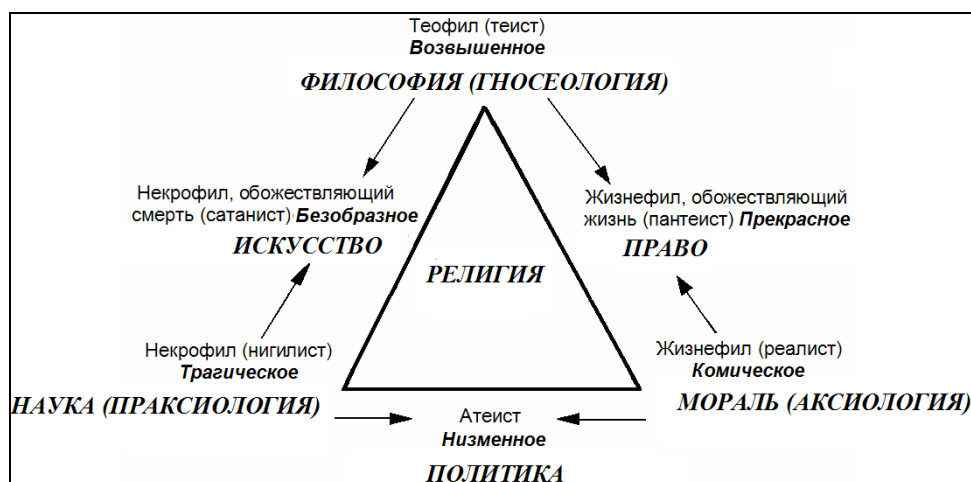 Теофил (теист)
Возвышенное
ФИЛОСОФИЯ (ГНОСЕОЛОГИЯ)
Некрофил, обожествляющий
смерть (сатанист) Безобразное
ИСКУССТВО
Жизнефил, обожествляющий
жизнь (пантеист) Прекрасное
ПРАВО
РЕЛИГИЯ
Некрофил (нигилист)
Трагическое
НАУКА (ПРАКСИОЛОГИЯ)
Жизнефил (реалист)
Комическое
МОРАЛЬ (АКСИОЛОГИЯ)
Атеист
Низменное
ПОЛИТИКА